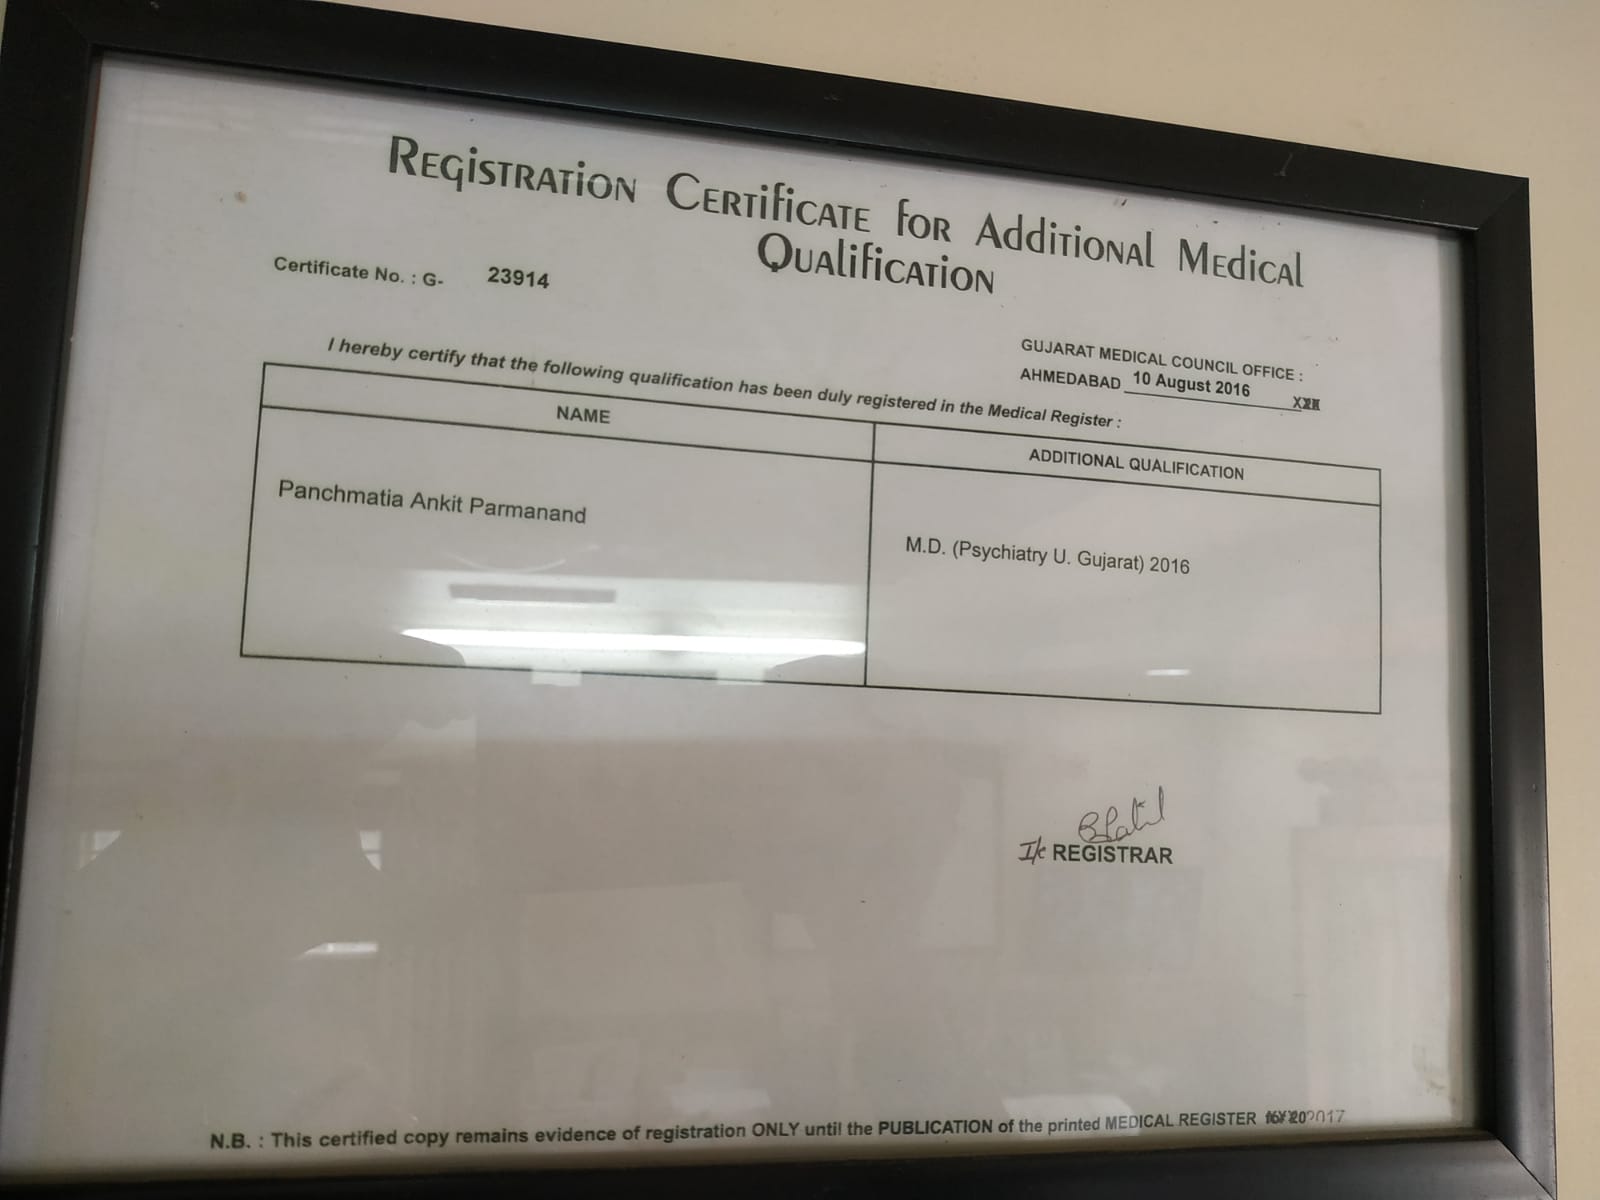 Registration Certificate for Additional Medical
Qualification
Certificate No. : G- 23914
GUJARAT MEDICAL COUNCIL OFFICE :
AHMEDABAD 10 August 2016
I hereby certify that the following qualification has been duly registered in the Medical Register :
NAME
ADDITIONAL QUALIFICATION
Panchmatia Ankit Parmanand
M.D. (Psychiatry U. Gujarat) 2016
I/c REGISTRAR
N.B. : This certified copy remains evidence of registration ONLY until the PUBLICATION of the printed MEDICAL REGISTER 2017